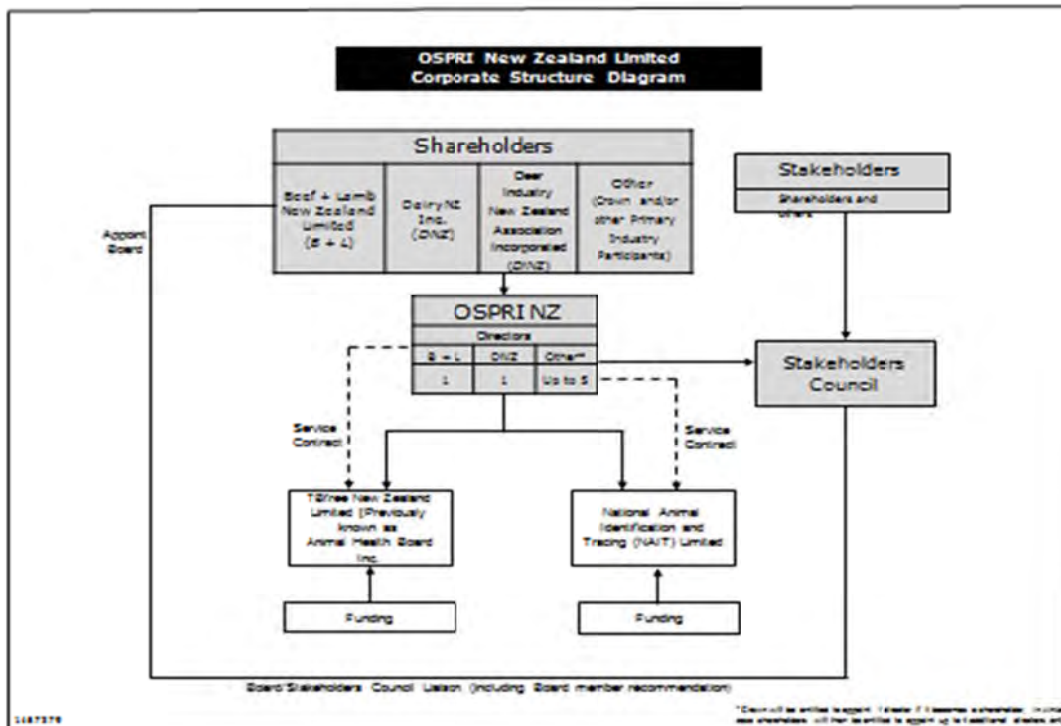 OSPRI New Zealand Limited
Corporate Structure Diagram
Shareholders
Beef + Lamb
New Zealand
Limited
(B + L)
DairyNZ
Inc.
(DNZ)
Deer
Industry
New Zealand
Association
Incorporated
(DINZ)
Other
(Crown and/or
other Primary
Industry
Participants)
Stakeholders
Shareholders and
others
Appoint
Board
OSPRI NZ
Directors
B + L
DNZ
Other*
1
1
Up to 5
Stakeholders
Council
Service
Contract
Service
Contract
TBfree New Zealand
Limited [Previously
known as
Animal Health Board
Inc.
National Animal
Identification and
Tracing (NAIT) Limited
Funding
Funding
Board/Stakeholders Council Liaison (including Board member recommendation)